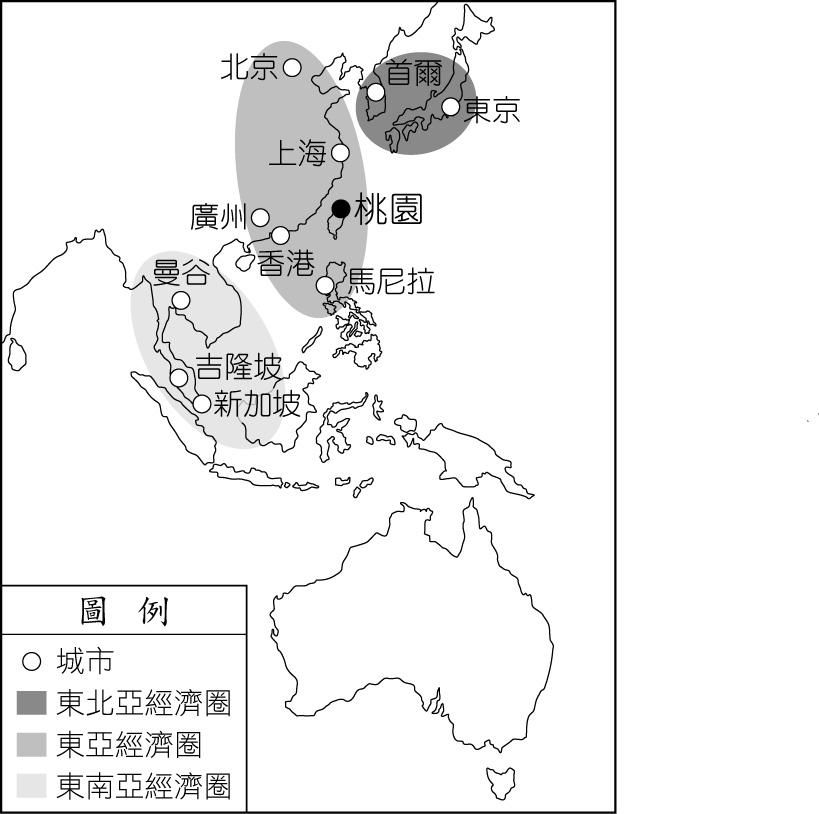 北京
首爾
東京
上海
廣州
桃園
香港
曼谷
馬尼拉
吉隆坡
新加坡
圖 例
城市
東北亞經濟圈
東亞經濟圈
東南亞經濟圈